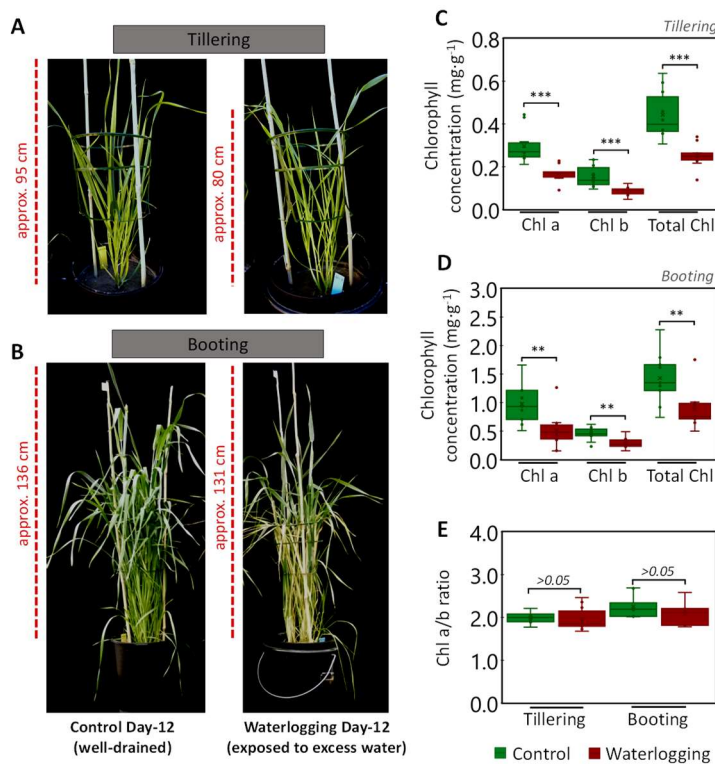 A
Tillering
approx. 95 cm
approx. 80 cm
B
Booting
approx. 136 cm
approx. 131 cm
Control Day-12
(well-drained)
Waterlogging Day-12
(exposed to excess water)
C
Tillering
Chlorophyll
concentration (mg·g⁻¹)
0.8
0.6
0.4
0.2
0.0
***
***
***
Chl a
Chl b
Total Chl
D
Booting
Chlorophyll
concentration (mg·g⁻¹)
3.0
2.5
2.0
1.5
1.0
0.5
0.0
**
**
**
Chl a
Chl b
Total Chl
E
Chl a/b ratio
4.0
3.0
2.0
1.0
0.0
>0.05
>0.05
Tillering
Booting
Control
Waterlogging